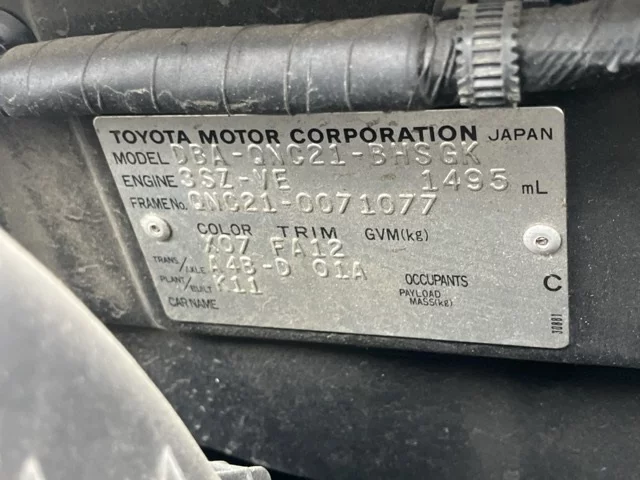 TOYOTA MOTOR CORPORATION JAPAN
MODEL DBA-QNC21-BHSGK
ENGINE 3SZ-VE 1495 mL
FRAME No. QNC21-0071077
COLOR TRIM GVM(kg)
X07 FA12
TRANS/AXLE A4B-D 01A OCCUPANTS C
PLANT/BUILT K11 PAYLOAD MASS(kg)
CAR NAME